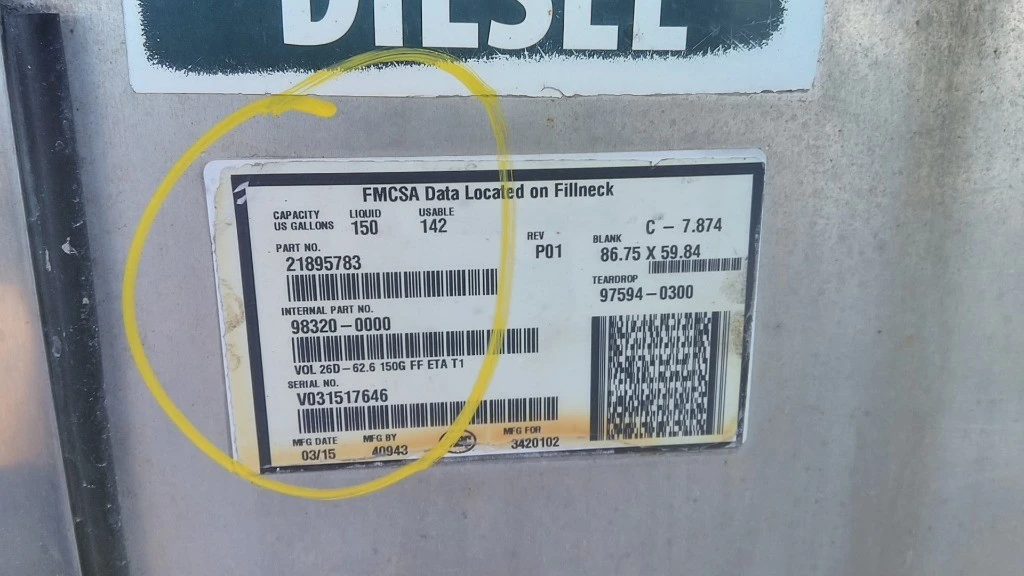 DIESEL
FMCSA Data Located on Fillneck
CAPACITY LIQUID USABLE
US GALLONS 150 142
C - 7.874
REV BLANK
P01 86.75 X 59.84
PART NO.
21895783
TEARDROP
97594-0300
INTERNAL PART NO.
98320-0000
VOL 26D-62.6 150G FF ETA T1
SERIAL NO.
V031517646
MFG DATE MFG BY MFG FOR
03/15 40943 3420102